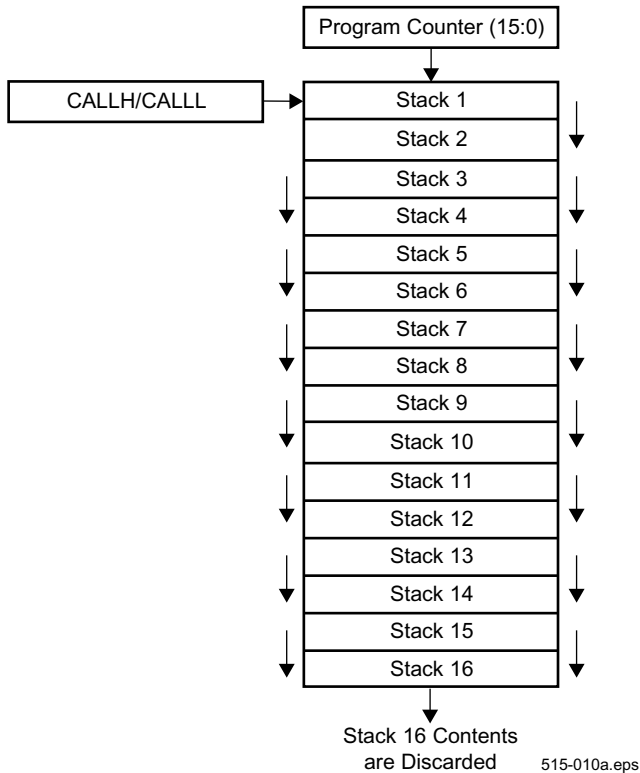 Program Counter (15:0)
CALLH/CALLL
Stack 1
Stack 2
Stack 3
Stack 4
Stack 5
Stack 6
Stack 7
Stack 8
Stack 9
Stack 10
Stack 11
Stack 12
Stack 13
Stack 14
Stack 15
Stack 16
Stack 16 Contents
are Discarded
515-010a.eps